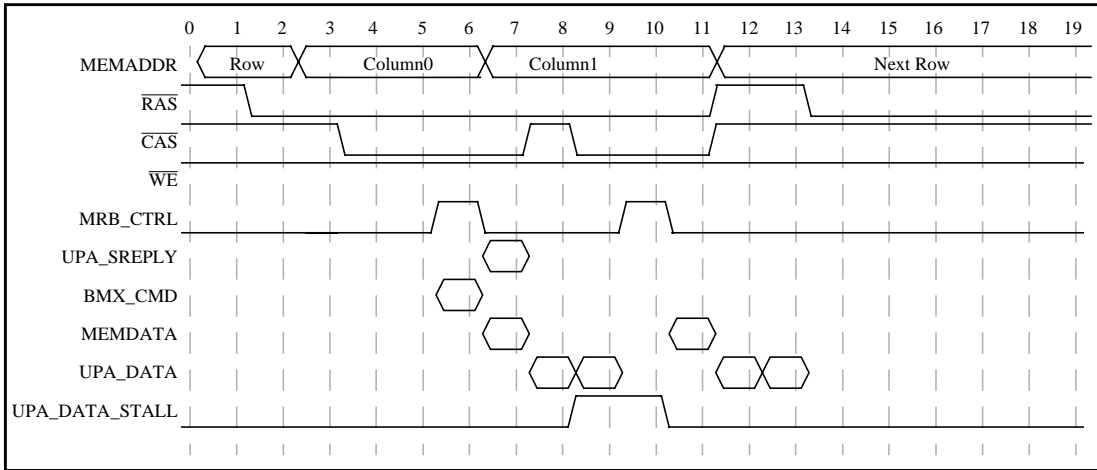 0 1 2 3 4 5 6 7 8 9 10 11 12 13 14 15 16 17 18 19
MEMADDR Row Column0 Column1 Next Row
RAS
CAS
WE
MRB_CTRL
UPA_SREPLY
BMX_CMD
MEMDATA
UPA_DATA
UPA_DATA_STALL